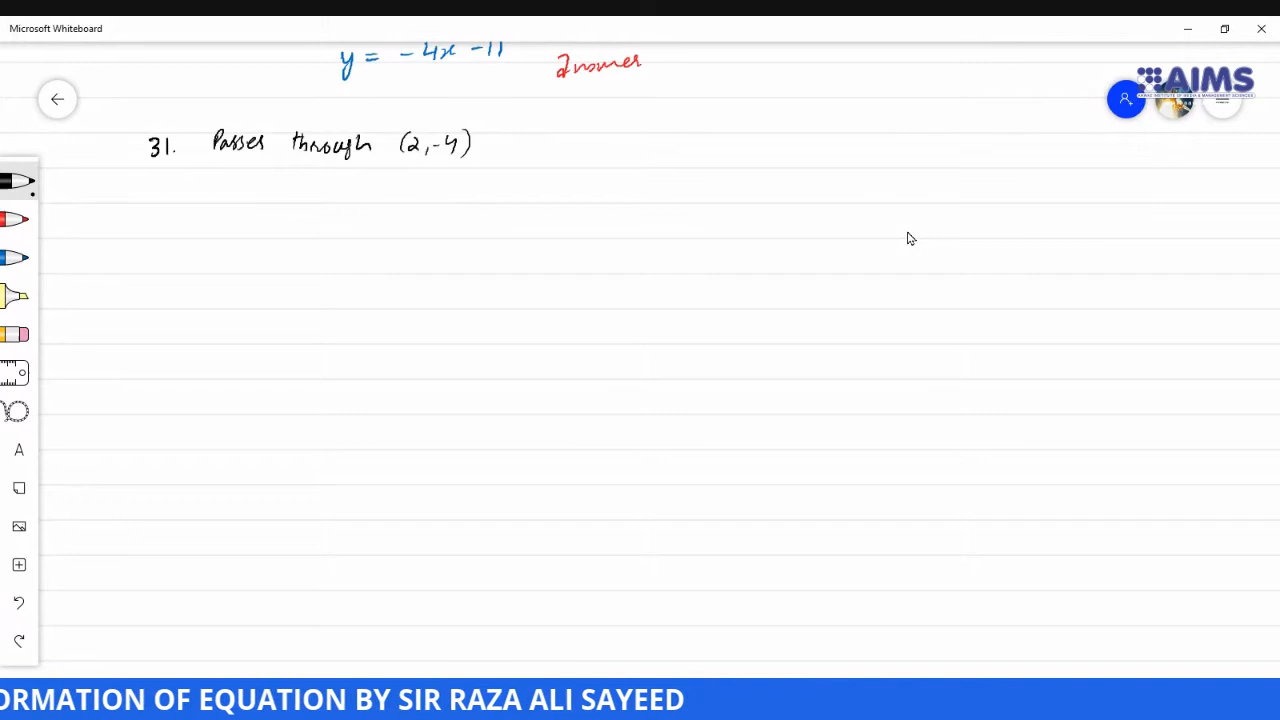 Microsoft Whiteboard
y = -4x -11 Answer
AIMS
31. Passes through (2,-4)
A
ORMATION OF EQUATION BY SIR RAZA ALI SAYEED